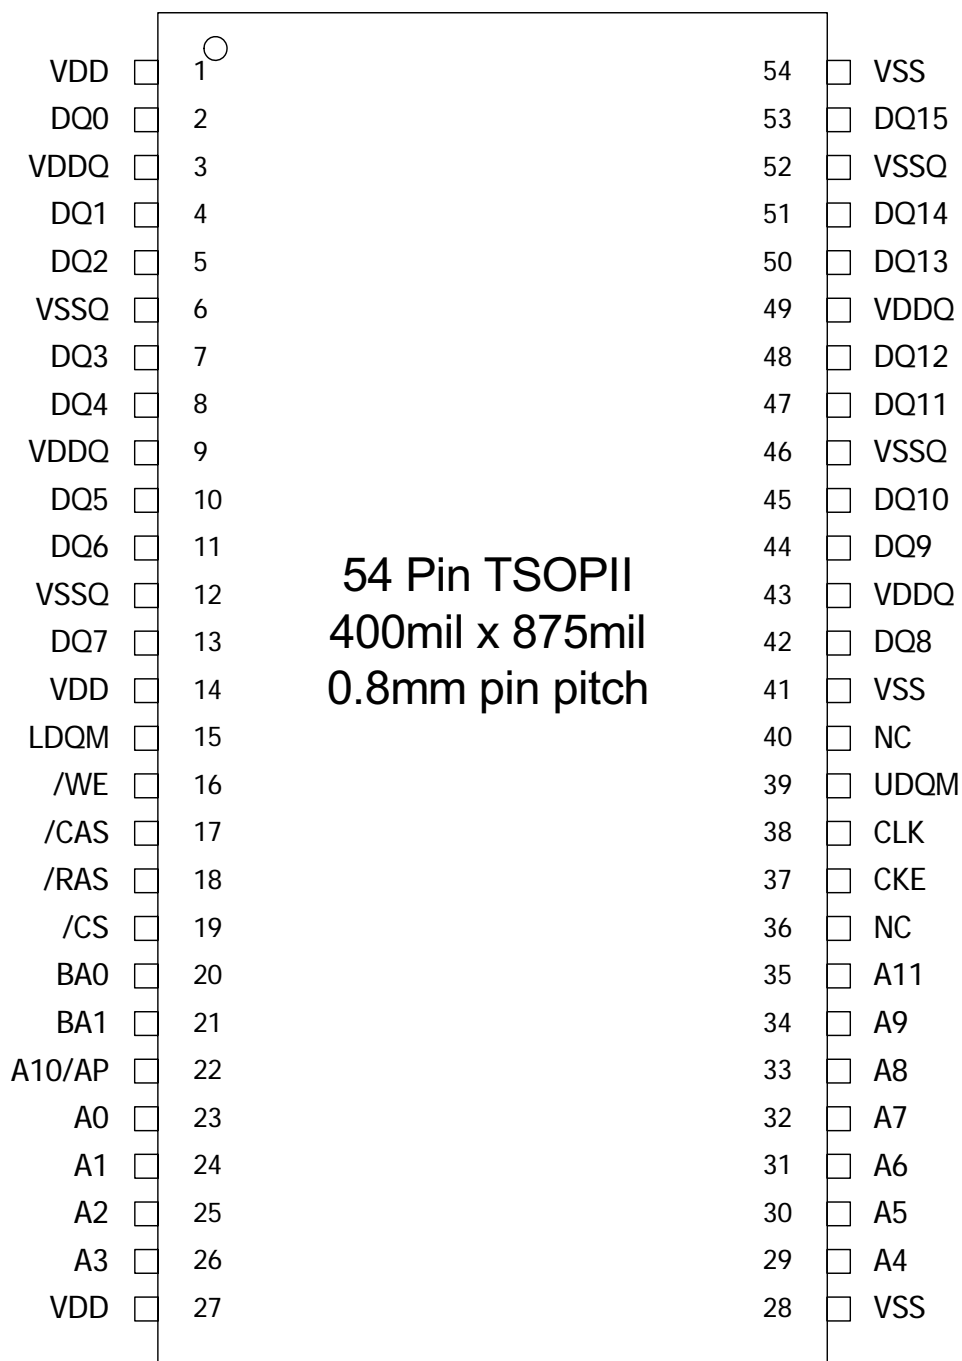 VDD 1 54 VSS
DQ0 2 53 DQ15
VDDQ 3 52 VSSQ
DQ1 4 51 DQ14
DQ2 5 50 DQ13
VSSQ 6 49 VDDQ
DQ3 7 48 DQ12
DQ4 8 47 DQ11
VDDQ 9 46 VSSQ
DQ5 10 45 DQ10
DQ6 11 44 DQ9
54 Pin TSOPII
VSSQ 12 43 VDDQ
400mil x 875mil
DQ7 13 42 DQ8
0.8mm pin pitch
VDD 14 41 VSS
LDQM 15 40 NC
/WE 16 39 UDQM
/CAS 17 38 CLK
/RAS 18 37 CKE
/CS 19 36 NC
BA0 20 35 A11
BA1 21 34 A9
A10/AP 22 33 A8
A0 23 32 A7
A1 24 31 A6
A2 25 30 A5
A3 26 29 A4
VDD 27 28 VSS